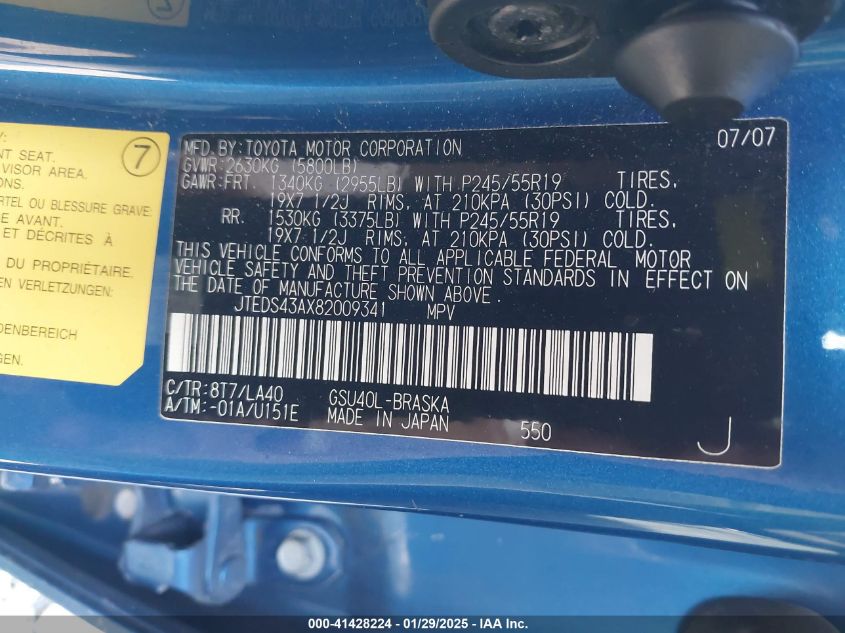 MFD. BY: TOYOTA MOTOR CORPORATION 07/07
GVWR: 2630KG (5800LB)
GAWR: FRT. 1340KG (2955LB) WITH P245/55R19 TIRES,
19X7 1/2J RIMS, AT 210KPA (30PSI) COLD.
RR. 1530KG (3375LB) WITH P245/55R19 TIRES,
19X7 1/2J RIMS, AT 210KPA (30PSI) COLD.
THIS VEHICLE CONFORMS TO ALL APPLICABLE FEDERAL MOTOR
VEHICLE SAFETY AND THEFT PREVENTION STANDARDS IN EFFECT ON
THE DATE OF MANUFACTURE SHOWN ABOVE.
JTEDS43AX82009341 MPV
C/TR: 8T7/LA40 GSU40L-BRASKA
A/TM: -01A/U151E MADE IN JAPAN 550
J
7
ENT SEAT.
VISOR AREA.
ONS.
RTEL OU BLESSURE GRAVE:
E AVANT.
ET DÉCRITES À
DU PROPRIÉTAIRE.
EN VERLETZUNGEN:
DENBEREICH
GEN.
000-41428224 - 01/29/2025 - IAA Inc.